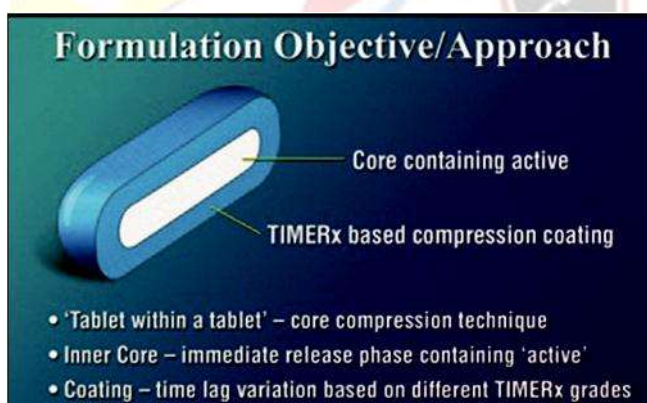 Formulation Objective/Approach
Core containing active
TIMERx based compression coating
• 'Tablet within a tablet' – core compression technique
• Inner Core – immediate release phase containing 'active'
• Coating – time lag variation based on different TIMERx grades